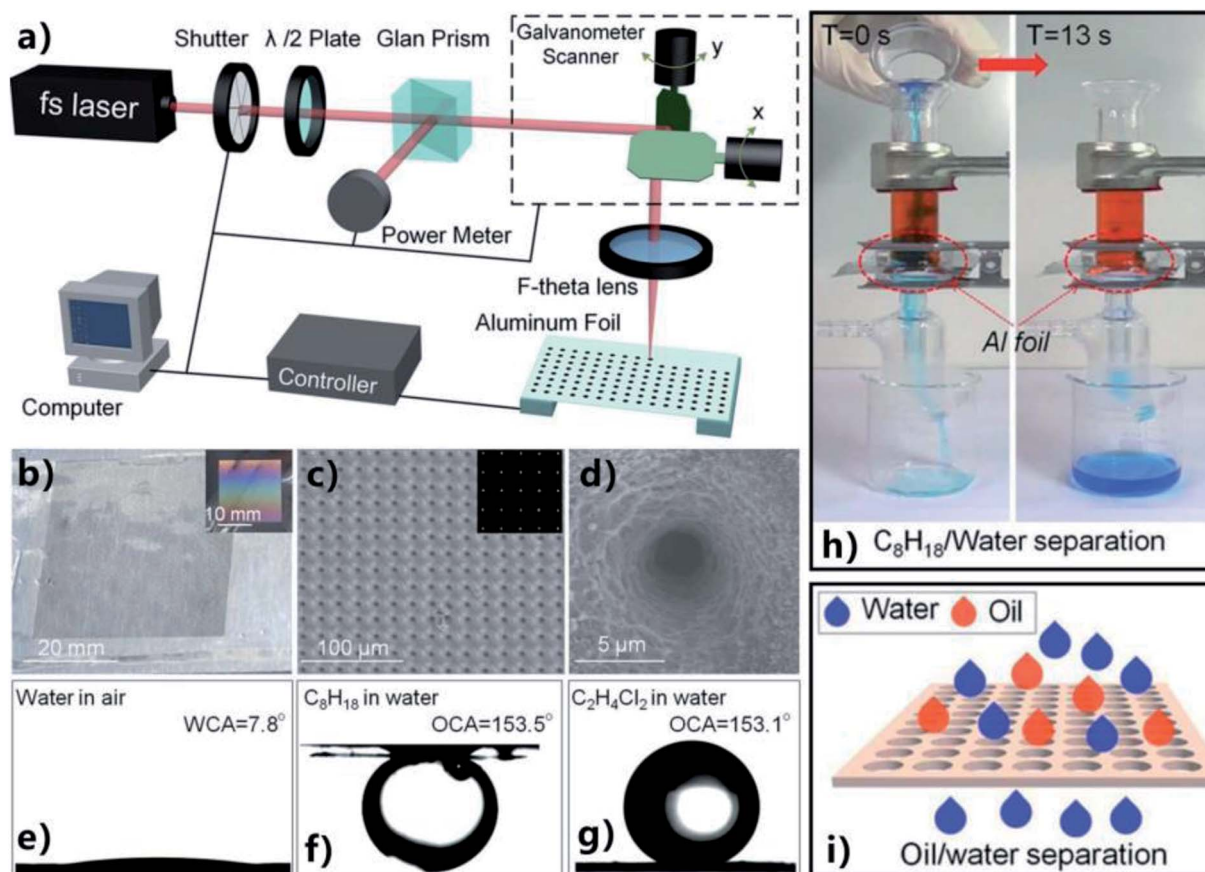 a)
Shutter
λ /2 Plate
Glan Prism
Galvanometer
Scanner
y
x
fs laser
Power Meter
F-theta lens
Aluminum Foil
Controller
Computer
b)
10 mm
20 mm
c)
100 µm
d)
5 µm
Water in air
WCA=7.8°
e)
C₈H₁₈ in water
OCA=153.5°
f)
C₂H₄Cl₂ in water
OCA=153.1°
g)
T=0 s
T=13 s
Al foil
h)
C₈H₁₈/Water separation
Water
Oil
i)
Oil/water separation